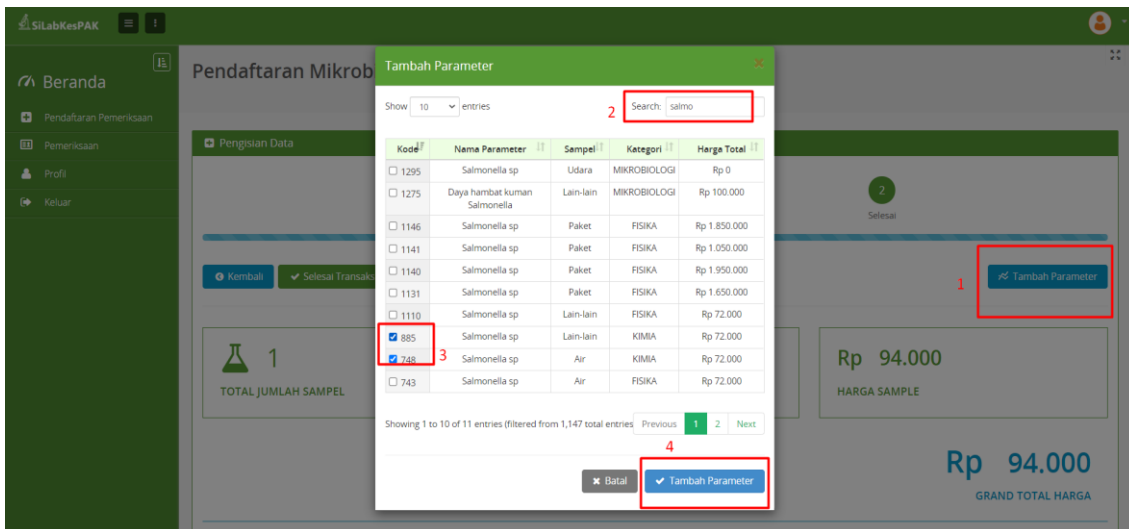 SiLabKesPAK
Beranda
Pendaftaran Pemeriksaan
Pemeriksaan
Profil
Keluar
Pendaftaran Mikrob
Pengisian Data
2
Selesai
Kembali
Selesai Transaks
1
Tambah Parameter
1
TOTAL JUMLAH SAMPEL
Rp 94.000
HARGA SAMPLE
Rp 94.000
GRAND TOTAL HARGA
Tambah Parameter
Show 10 entries
2
Search: salmo
Kode Nama Parameter Sampel Kategori Harga Total
1295 Salmonella sp Udara MIKROBIOLOGI Rp 0
1275 Daya hambat kuman Salmonella Lain-lain MIKROBIOLOGI Rp 100.000
1146 Salmonella sp Paket FISIKA Rp 1.850.000
1141 Salmonella sp Paket FISIKA Rp 1.050.000
1140 Salmonella sp Paket FISIKA Rp 1.950.000
1131 Salmonella sp Paket FISIKA Rp 1.650.000
1110 Salmonella sp Lain-lain FISIKA Rp 72.000
885 Salmonella sp Lain-lain KIMIA Rp 72.000
3
748 Salmonella sp Air KIMIA Rp 72.000
743 Salmonella sp Air FISIKA Rp 72.000
Showing 1 to 10 of 11 entries (filtered from 1,147 total entries
Previous 1 2 Next
4
Batal
Tambah Parameter